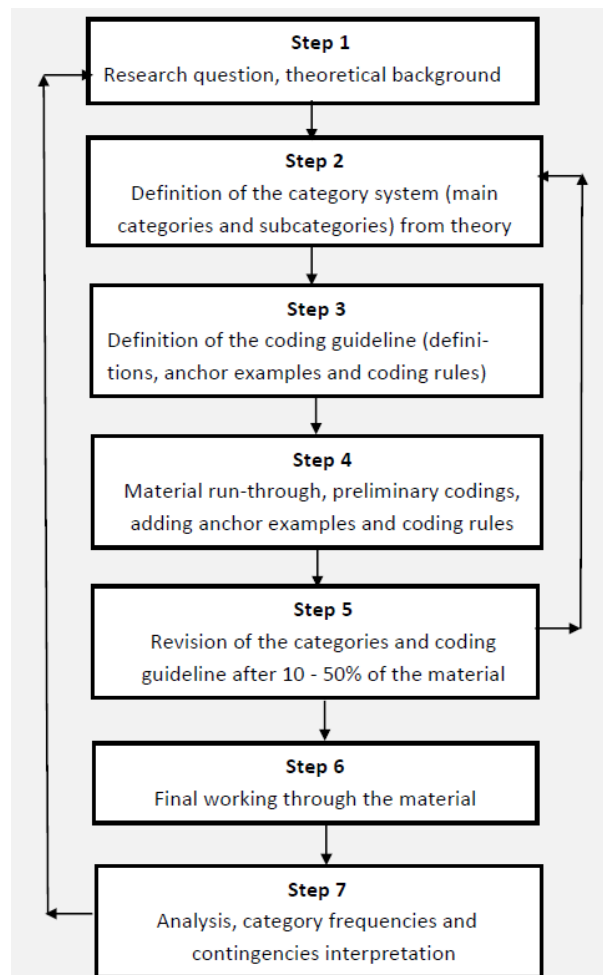 Step 1
Research question, theoretical background
Step 2
Definition of the category system (main
categories and subcategories) from theory
Step 3
Definition of the coding guideline (defini-
tions, anchor examples and coding rules)
Step 4
Material run-through, preliminary codings,
adding anchor examples and coding rules
Step 5
Revision of the categories and coding
guideline after 10 - 50% of the material
Step 6
Final working through the material
Step 7
Analysis, category frequencies and
contingencies interpretation